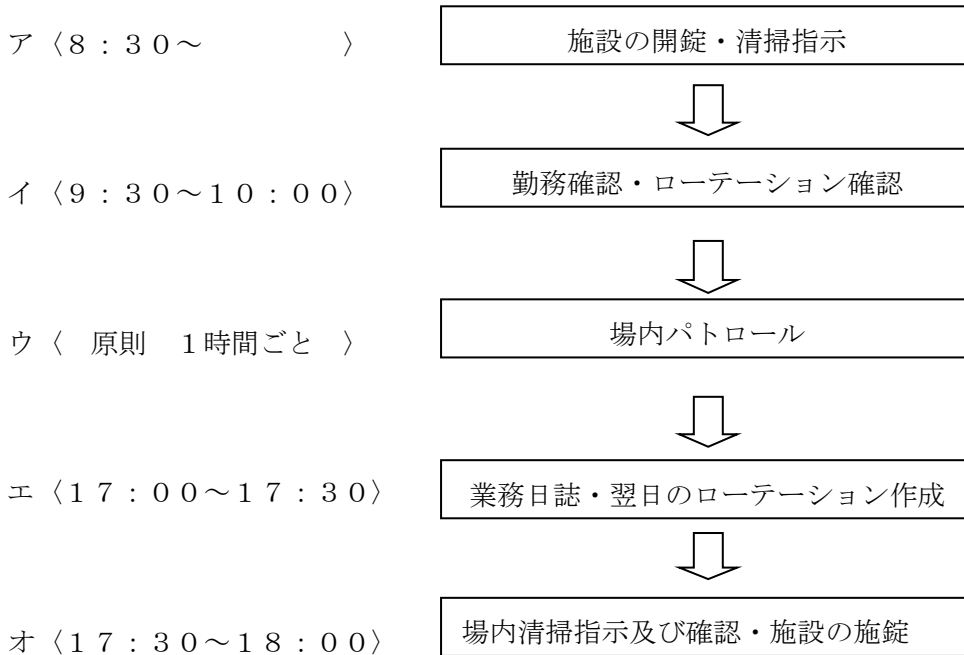 ア〈8：30～　　　　　〉　施設の開錠・清掃指示
イ〈9：30～10：00〉　勤務確認・ローテーション確認
ウ〈　原則　1時間ごと　〉　場内パトロール
エ〈17：00～17：30〉　業務日誌・翌日のローテーション作成
オ〈17：30～18：00〉　場内清掃指示及び確認・施設の施錠